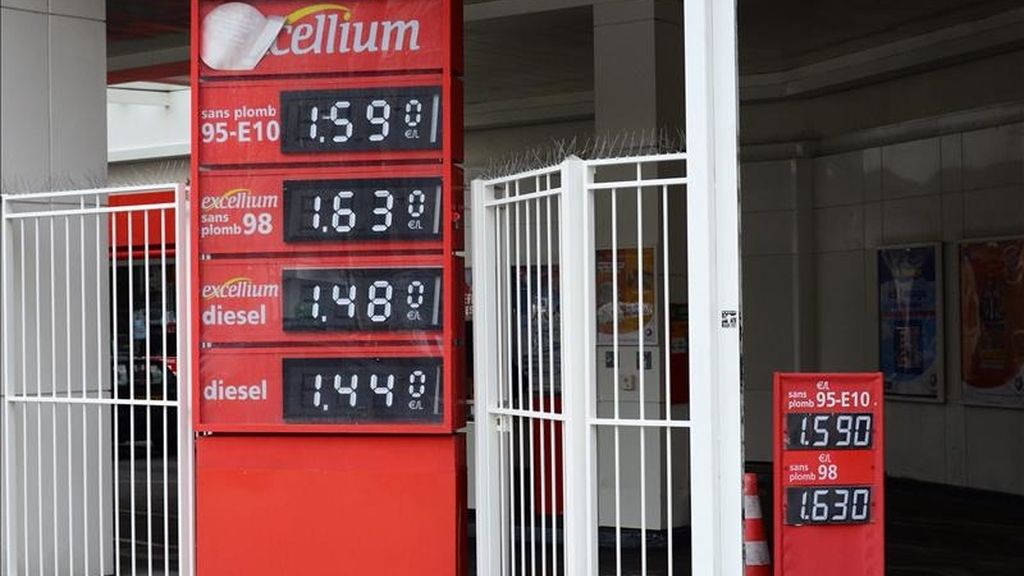 excellium
sans plomb
95-E10
1.590
€/L
excellium
sans
plomb 98
1.630
€/L
excellium
diesel
1.480
€/L
diesel
1.440
€/L
€/L
sans
plomb 95-E10
1.590
€/L
sans
plomb 98
1.630